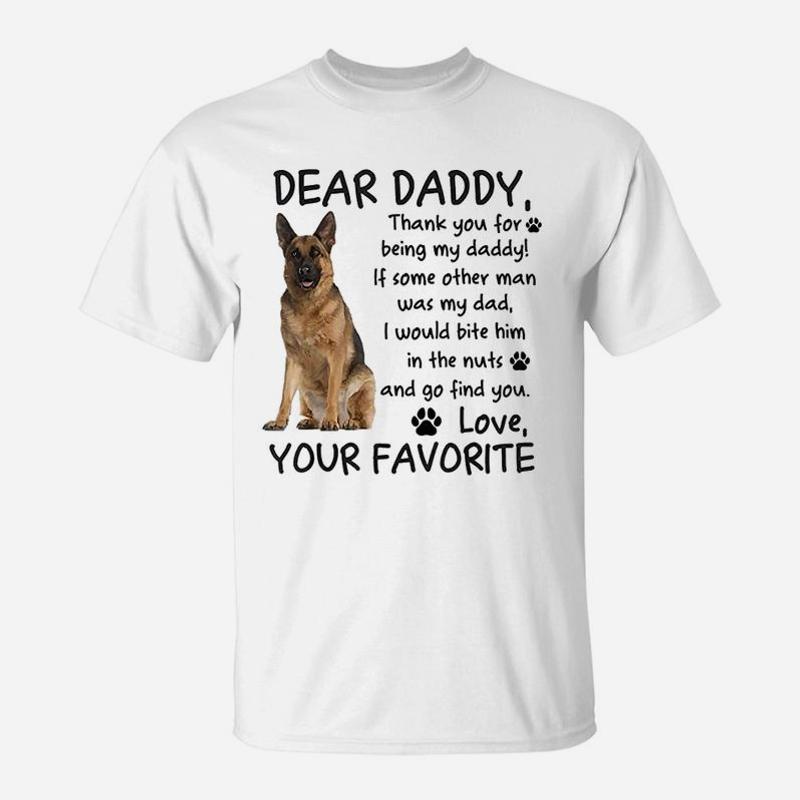 DEAR DADDY,
Thank you for
being my daddy!
If some other man
was my dad,
I would bite him
in the nuts
and go find you.
Love,
YOUR FAVORITE